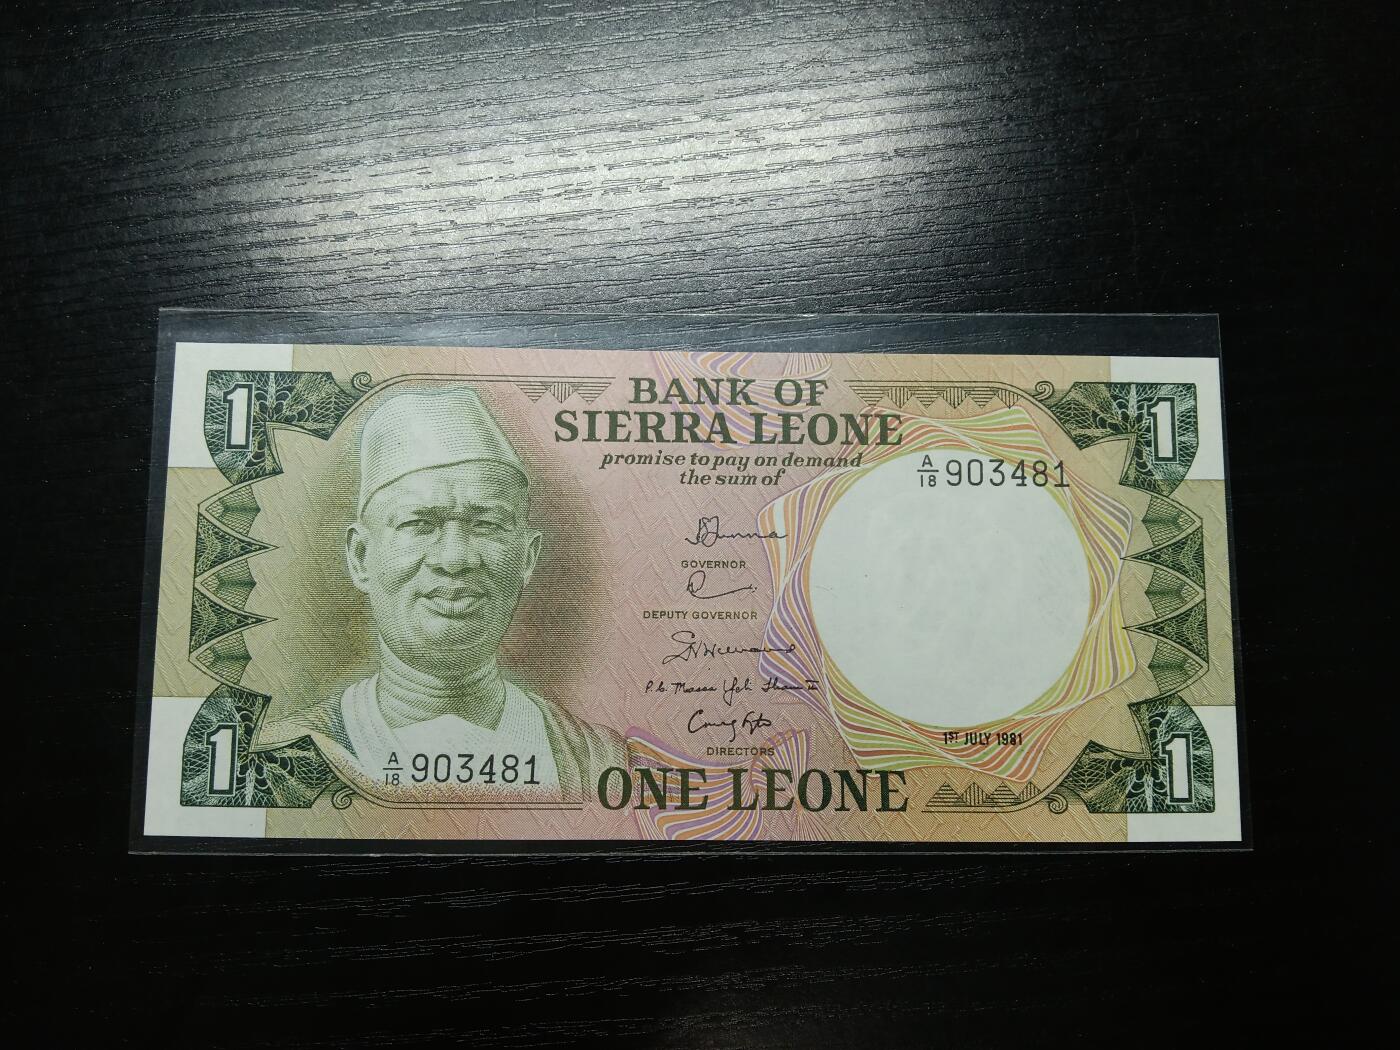 1
1
BANK OF
SIERRA LEONE
promise to pay on demand
the sum of
A/18 903481
GOVERNOR
DEPUTY GOVERNOR
DIRECTORS
1ST JULY 1981
A/18 903481
ONE LEONE
1
1